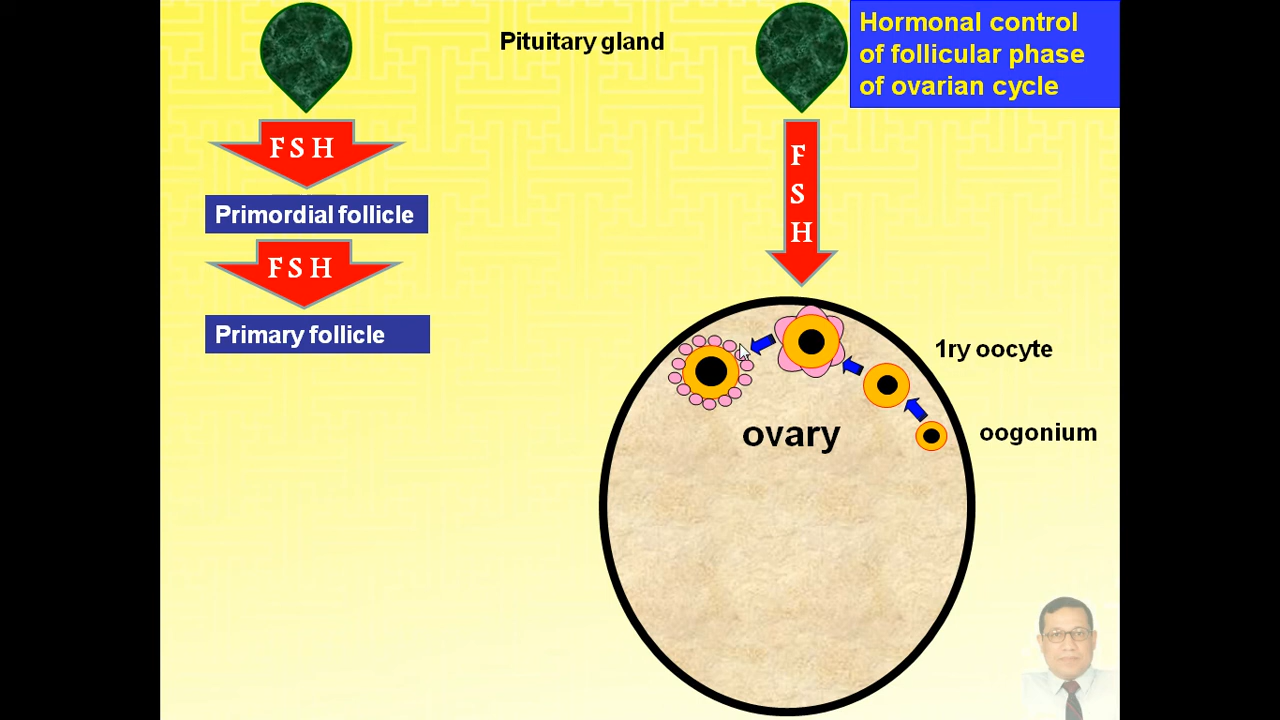 Pituitary gland
Hormonal control
of follicular phase
of ovarian cycle
F S H
Primordial follicle
F S H
Primary follicle
F
S
H
1ry oocyte
ovary
oogonium